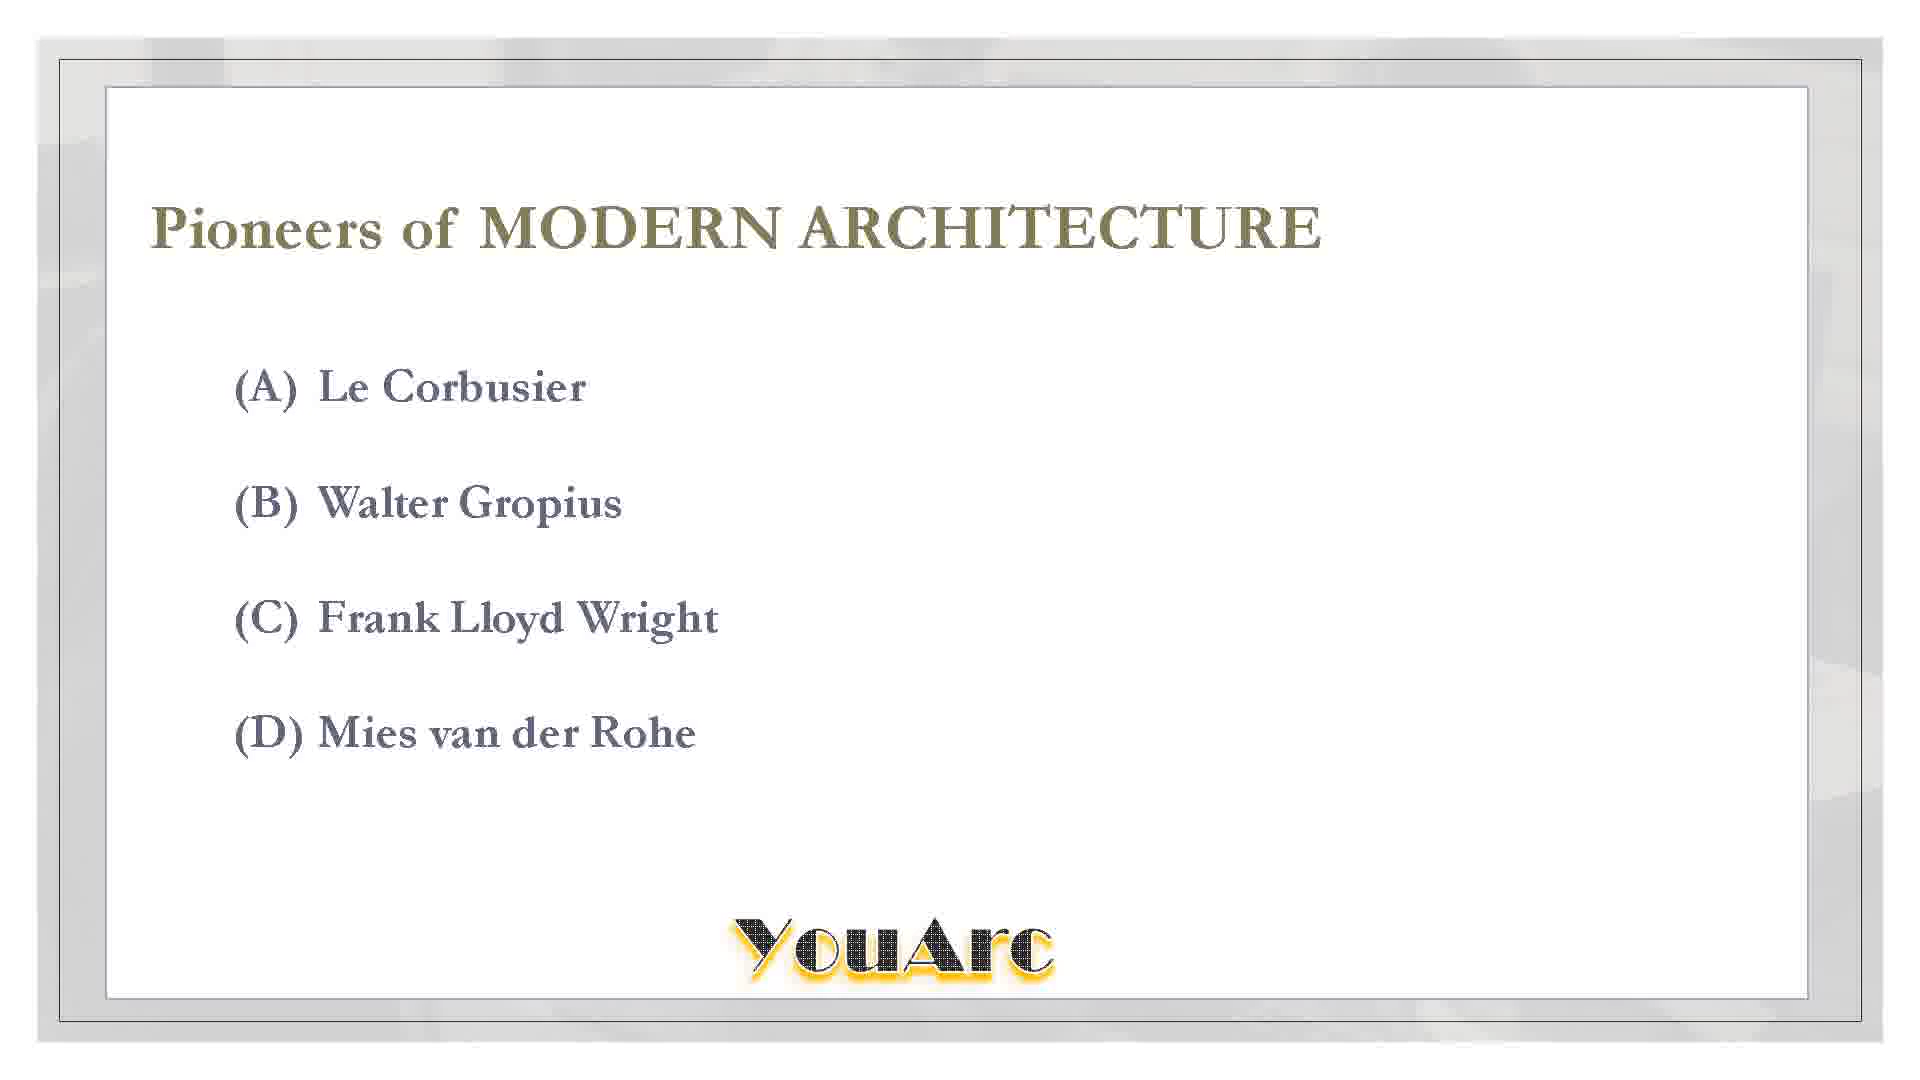 Pioneers of MODERN ARCHITECTURE
(A) Le Corbusier
(B) Walter Gropius
(C) Frank Lloyd Wright
(D) Mies van der Rohe
YouArc